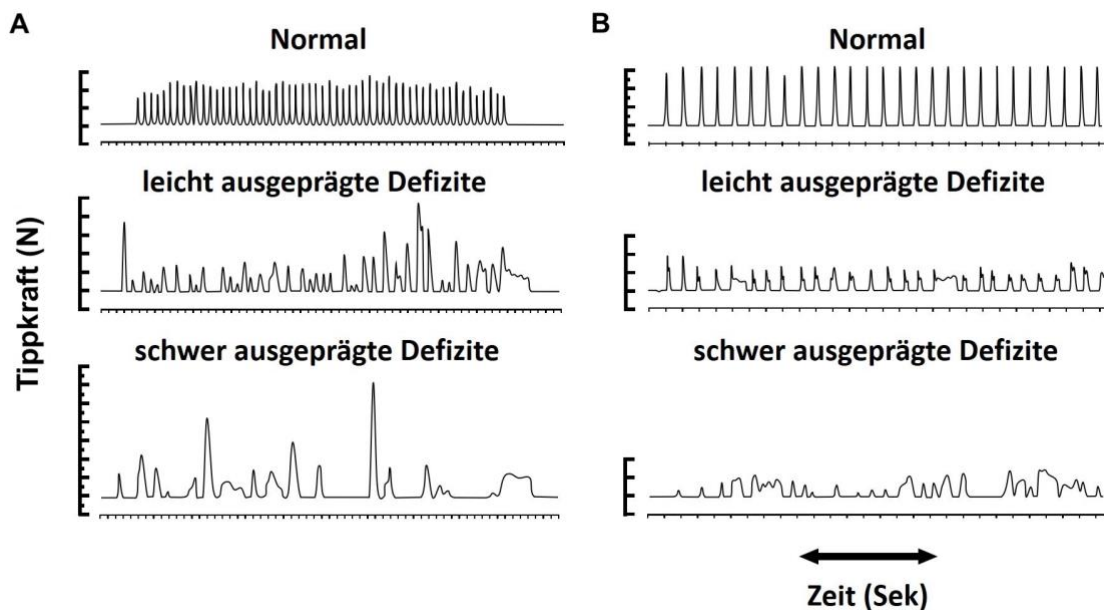 A
Normal
leicht ausgeprägte Defizite
schwer ausgeprägte Defizite
Tippkraft (N)
B
Normal
leicht ausgeprägte Defizite
schwer ausgeprägte Defizite
Zeit (Sek)